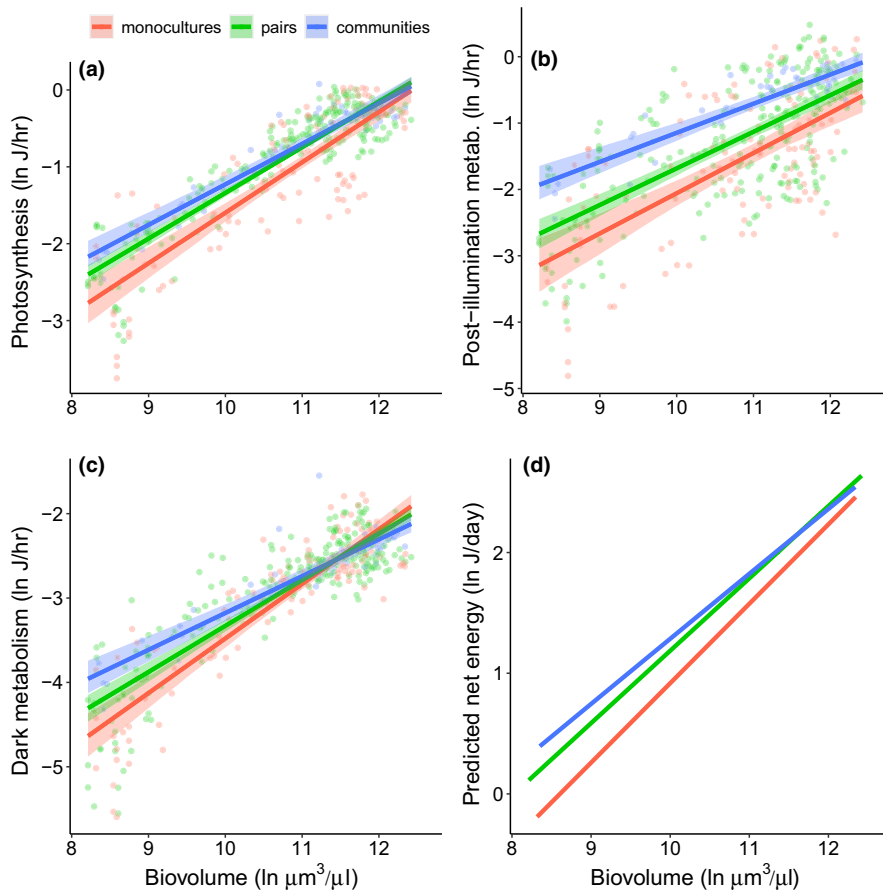 monocultures pairs communities
(a)
Photosynthesis (ln J/hr)
0
−1
−2
−3
8 9 10 11 12
(b)
Post−illumination metab. (ln J/hr)
0
−1
−2
−3
−4
−5
8 9 10 11 12
(c)
Dark metabolism (ln J/hr)
−2
−3
−4
−5
8 9 10 11 12
Biovolume (ln μm³/μl)
(d)
Predicted net energy (ln J/day)
2
1
0
8 9 10 11 12
Biovolume (ln μm³/μl)